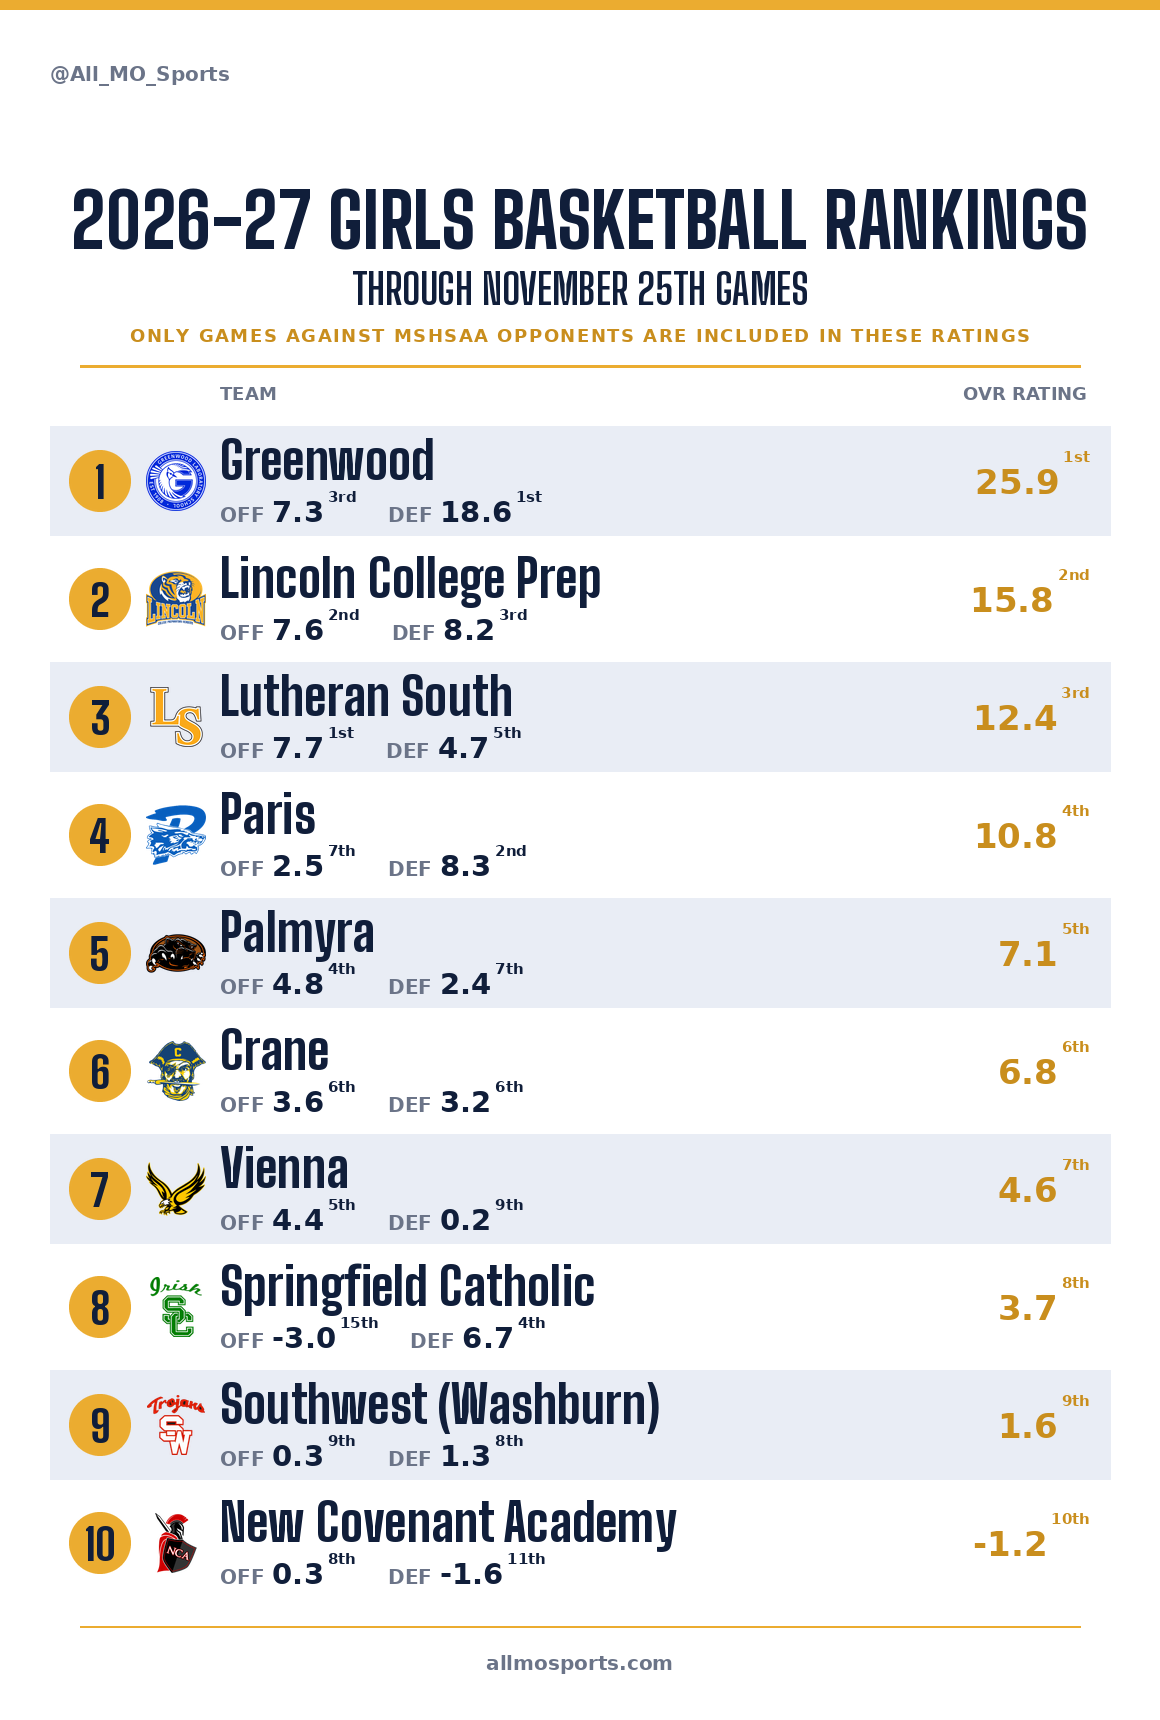 @All_MO_Sports
2026-27 GIRLS BASKETBALL RANKINGS
THROUGH NOVEMBER 25TH GAMES
ONLY GAMES AGAINST MSHSAA OPPONENTS ARE INCLUDED IN THESE RATINGS
TEAM OVR RATING
1 Greenwood 25.9 1st
OFF 7.3 3rd DEF 18.6 1st
2 LINCOLN Lincoln College Prep 15.8 2nd
OFF 7.6 2nd DEF 8.2 3rd
3 LS Lutheran South 12.4 3rd
OFF 7.7 1st DEF 4.7 5th
4 P Paris 10.8 4th
OFF 2.5 7th DEF 8.3 2nd
5 Palmyra 7.1 5th
OFF 4.8 4th DEF 2.4 7th
6 C Crane 6.8 6th
OFF 3.6 6th DEF 3.2 6th
7 Vienna 4.6 7th
OFF 4.4 5th DEF 0.2 9th
8 Irish SC Springfield Catholic 3.7 8th
OFF -3.0 15th DEF 6.7 4th
9 Trojans SW Southwest (Washburn) 1.6 9th
OFF 0.3 9th DEF 1.3 8th
10 NCA New Covenant Academy -1.2 10th
OFF 0.3 8th DEF -1.6 11th
allmosports.com